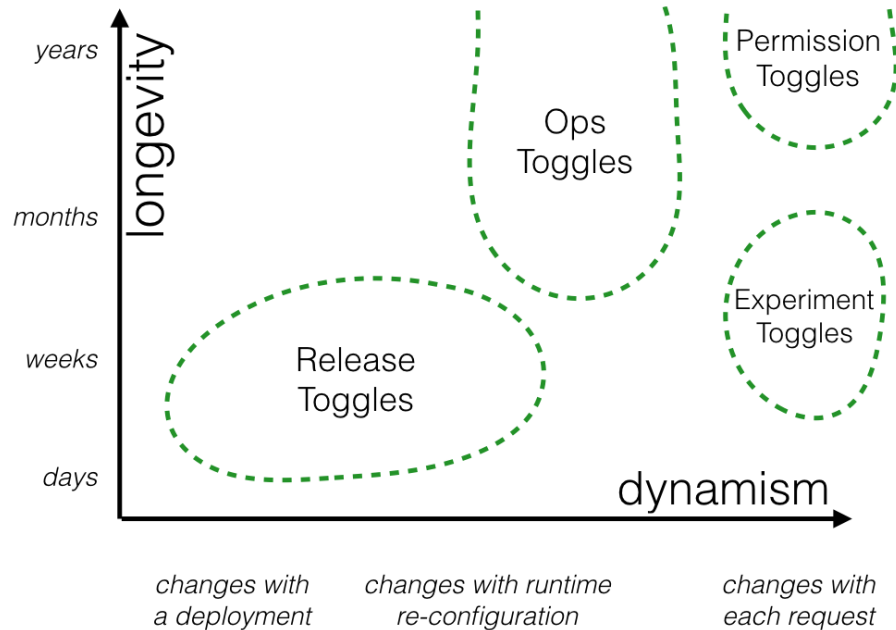 years
longevity
months
weeks
days
Ops
Toggles
Permission
Toggles
Experiment
Toggles
Release
Toggles
dynamism
changes with
a deployment
changes with runtime
re-configuration
changes with
each request